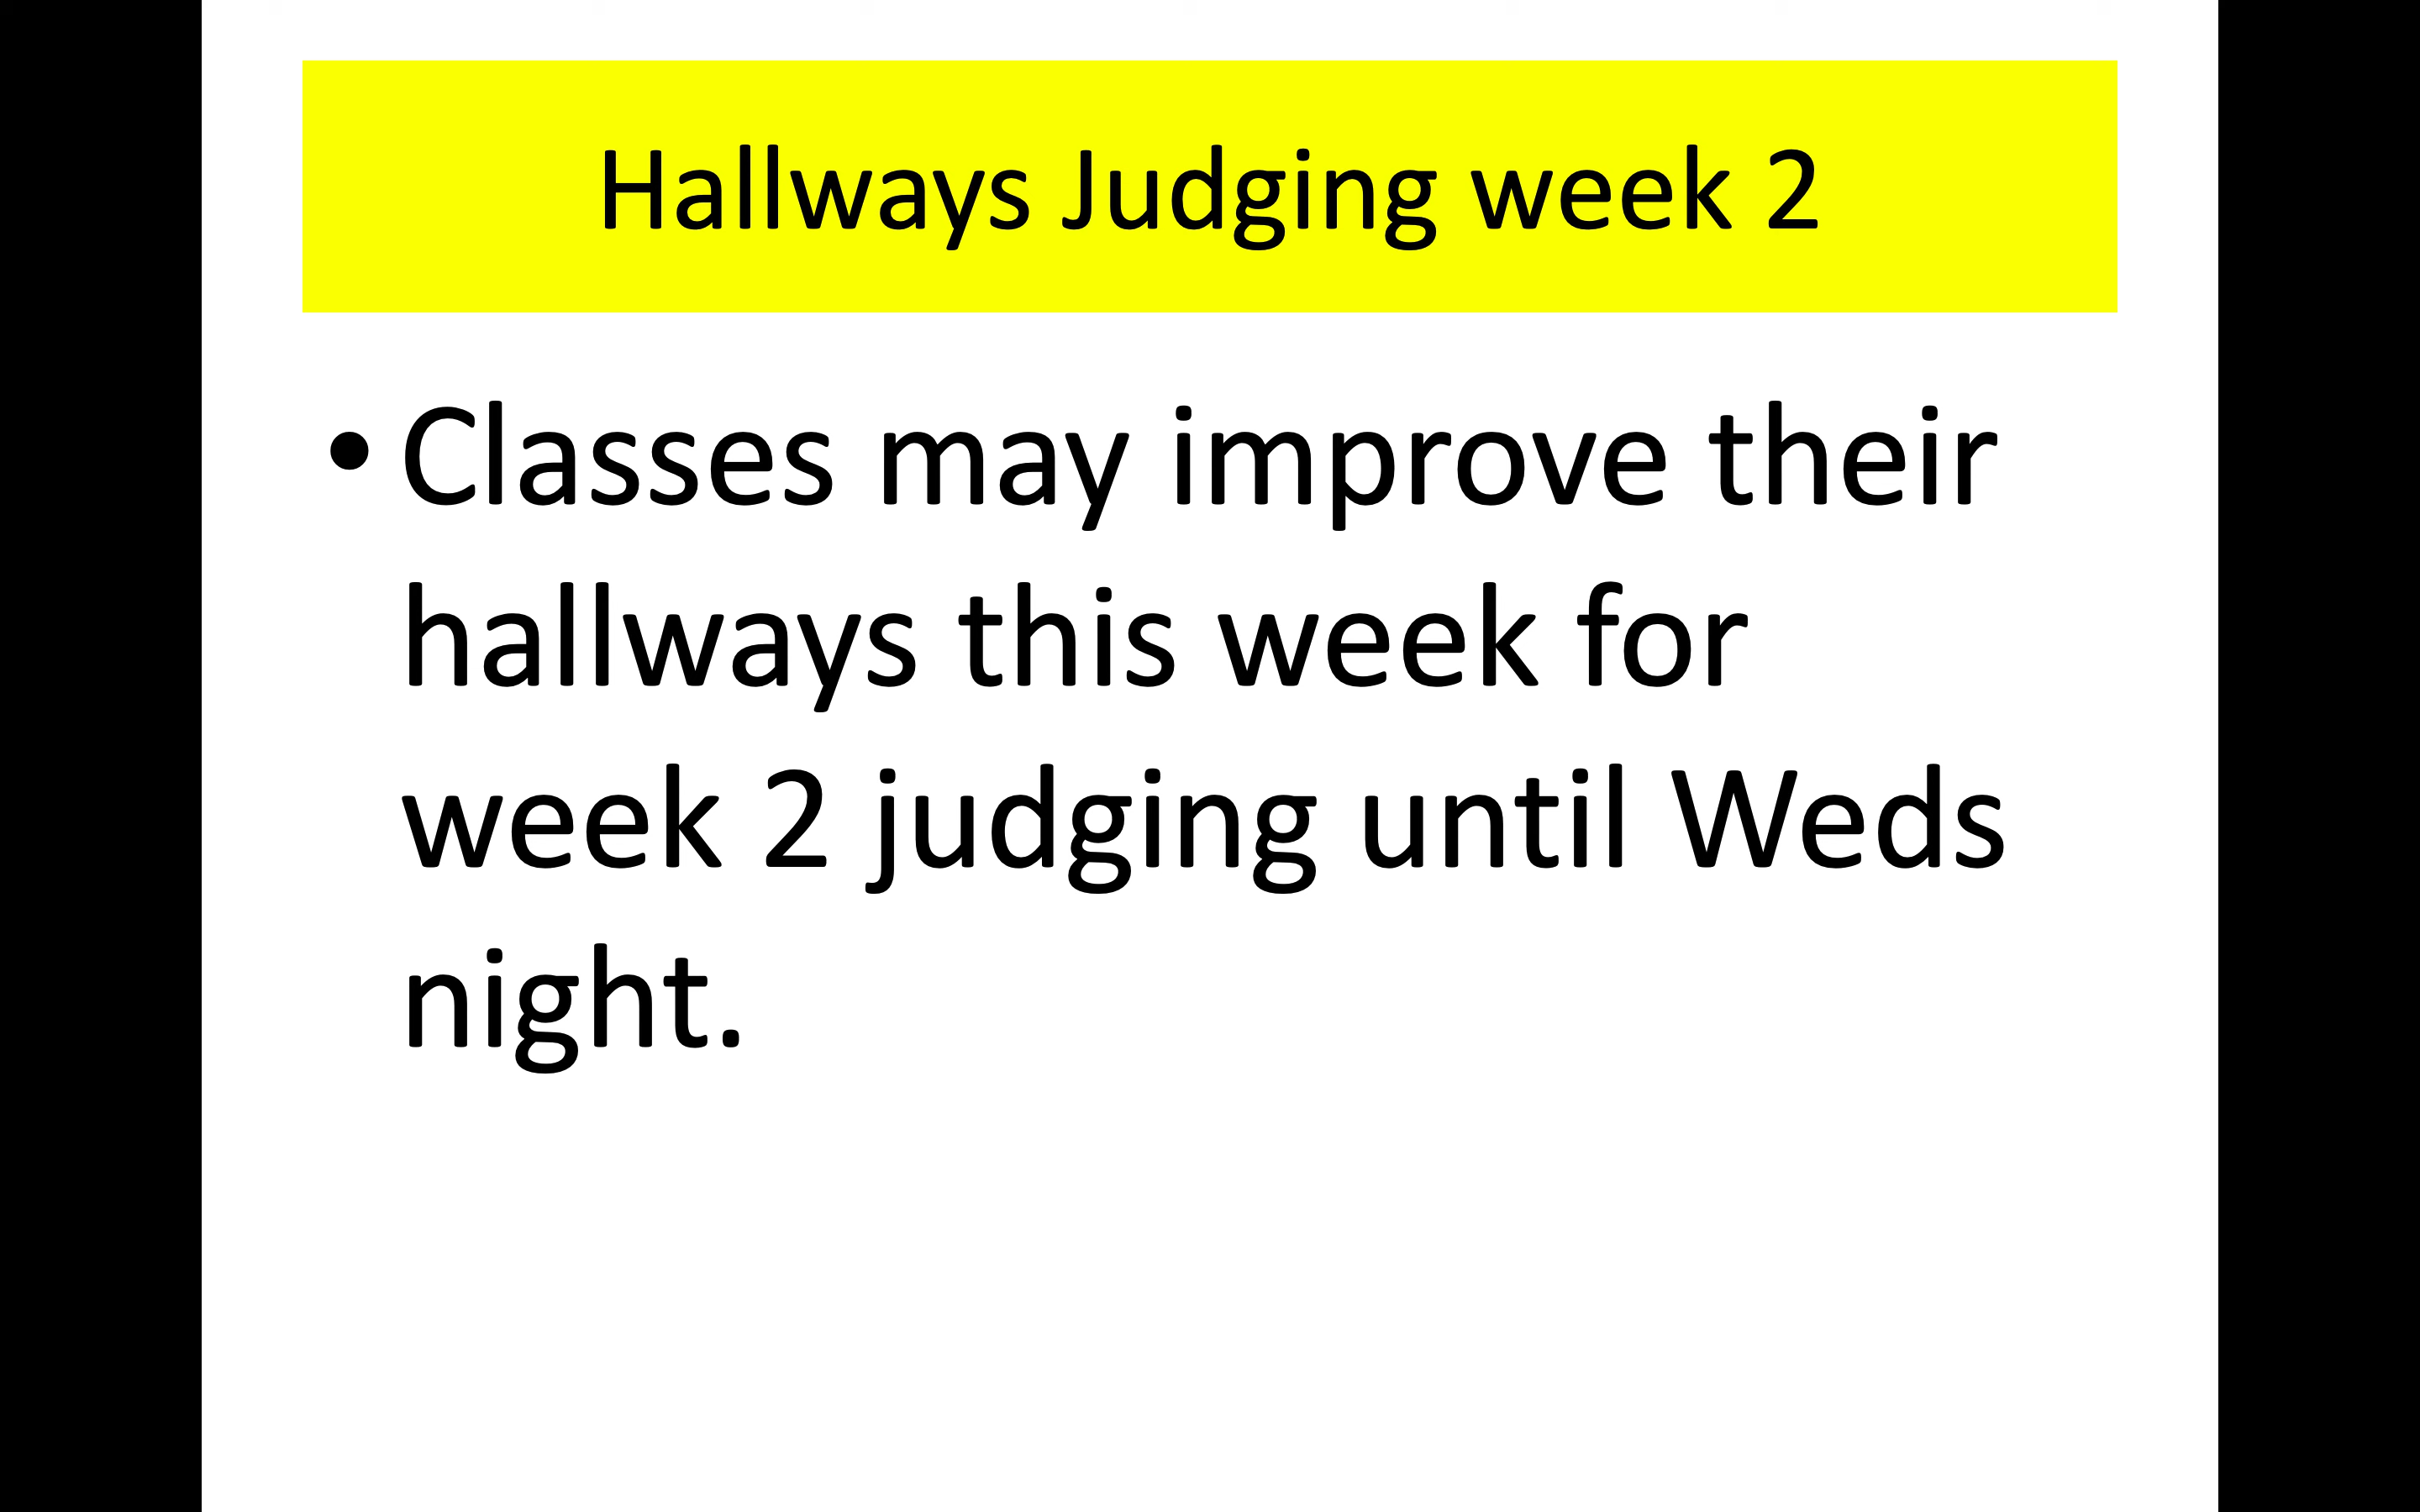 Hallways Judging week 2
• Classes may improve their
hallways this week for
week 2 judging until Weds
night.